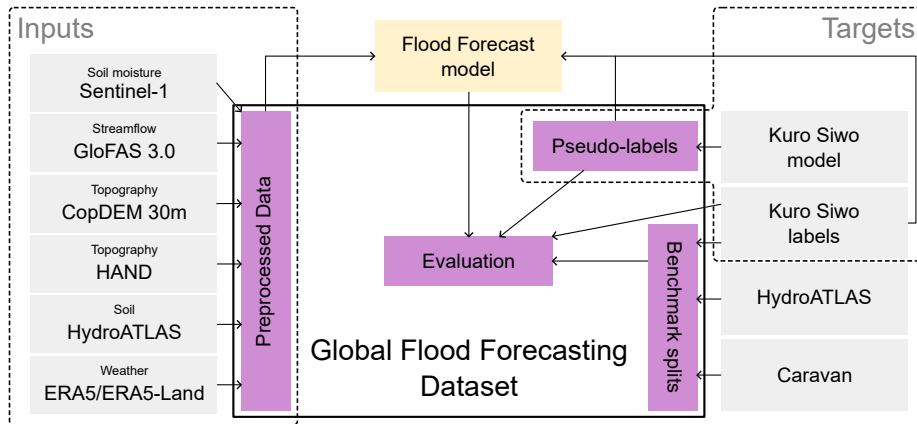 Inputs
Soil moisture
Sentinel-1
Streamflow
GloFAS 3.0
Topography
CopDEM 30m
Topography
HAND
Soil
HydroATLAS
Weather
ERA5/ERA5-Land
Preprocessed Data
Flood Forecast
model
Pseudo-labels
Evaluation
Global Flood Forecasting
Dataset
Benchmark splits
Targets
Kuro Siwo
model
Kuro Siwo
labels
HydroATLAS
Caravan